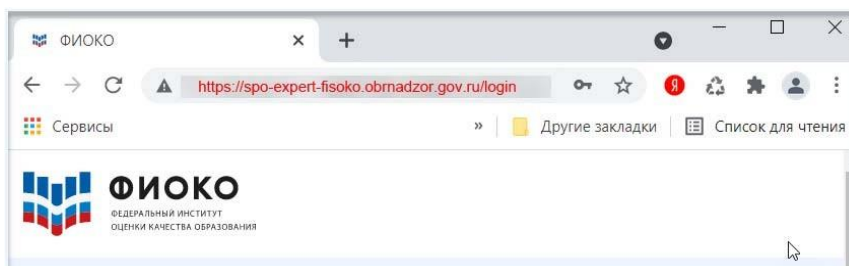 ФИОКО
https://spo-expert-fisoko.obrnadzor.gov.ru/login
Я
Сервисы » Другие закладки Список для чтения
ФИОКО
ФЕДЕРАЛЬНЫЙ ИНСТИТУТ
ОЦЕНКИ КАЧЕСТВА ОБРАЗОВАНИЯ